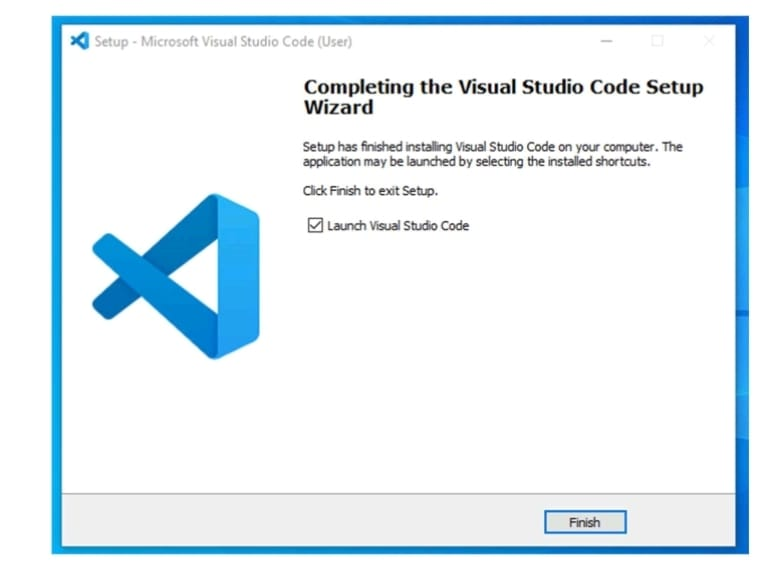 Setup - Microsoft Visual Studio Code (User)
Completing the Visual Studio Code Setup
Wizard
Setup has finished installing Visual Studio Code on your computer. The
application may be launched by selecting the installed shortcuts.
Click Finish to exit Setup.
Launch Visual Studio Code
Finish